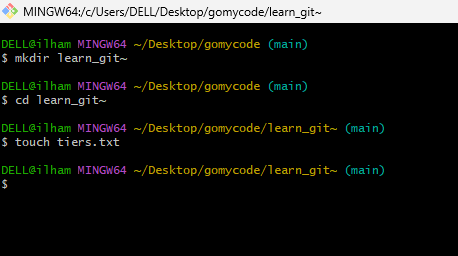 MINGW64:/c/Users/DELL/Desktop/gomycode/learn_git~
DELL@ilham MINGW64 ~/Desktop/gomycode (main)
$ mkdir learn_git~
DELL@ilham MINGW64 ~/Desktop/gomycode (main)
$ cd learn_git~
DELL@ilham MINGW64 ~/Desktop/gomycode/learn_git~ (main)
$ touch tiers.txt
DELL@ilham MINGW64 ~/Desktop/gomycode/learn_git~ (main)
$